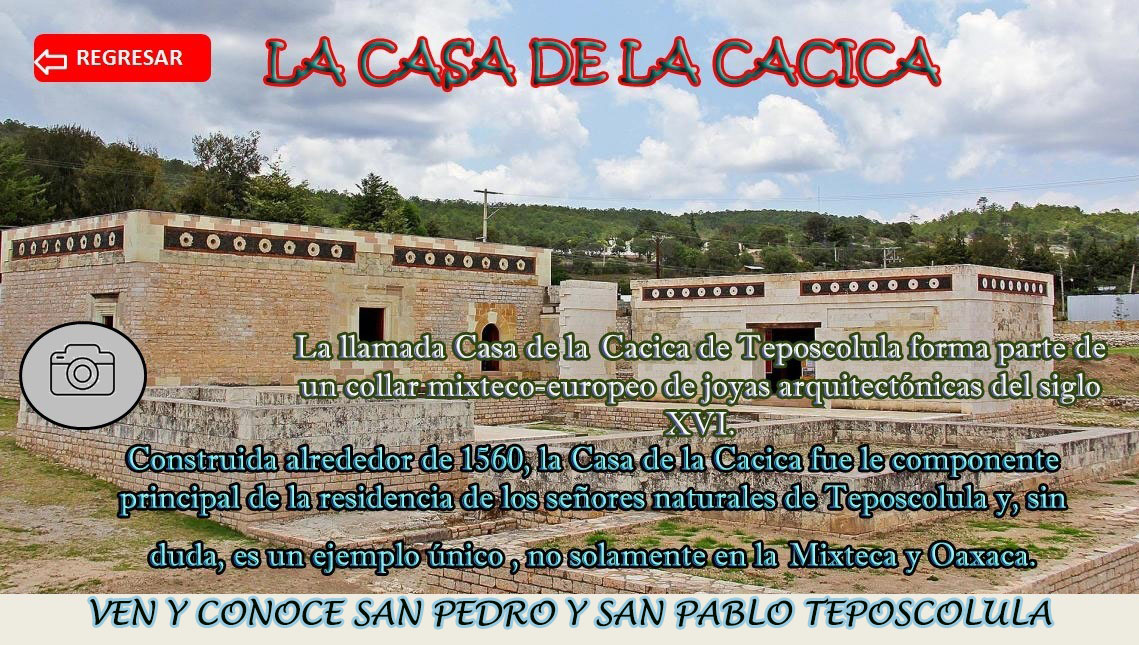 REGRESAR
LA CASA DE LA CACICA
La llamada Casa de la Cacica de Teposcolula forma parte de
un collar mixteco-europeo de joyas arquitectónicas del siglo
XVI.
Construida alrededor de 1560, la Casa de la Cacica fue le componente
principal de la residencia de los señores naturales de Teposcolula y, sin
duda, es un ejemplo único , no solamente en la Mixteca y Oaxaca.
VEN Y CONOCE SAN PEDRO Y SAN PABLO TEPOSCOLULA